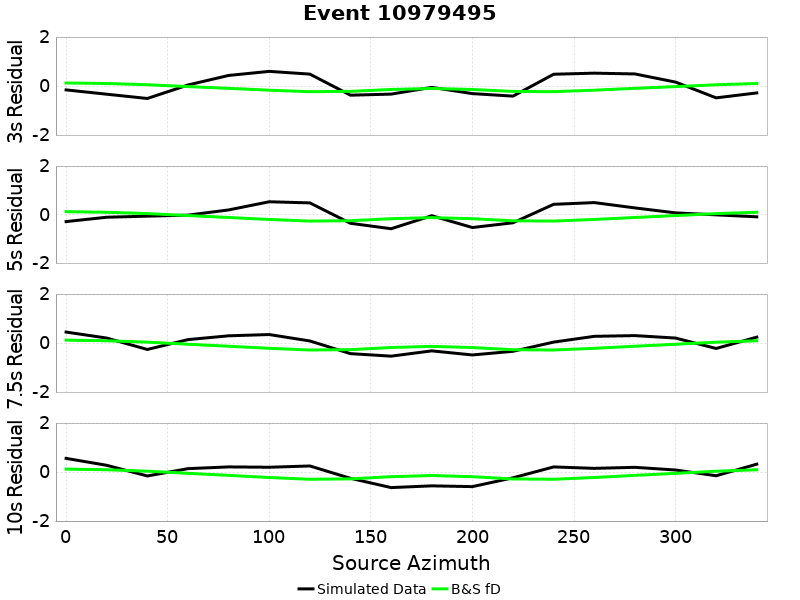 Event 10979495
2
0
-2
3s Residual
2
0
-2
5s Residual
2
0
-2
7.5s Residual
2
0
-2
10s Residual
0 50 100 150 200 250 300
Source Azimuth
Simulated Data B&S fD